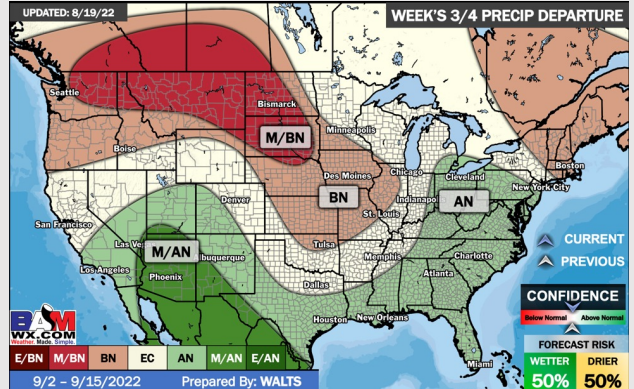 UPDATED: 8/19/22
WEEK'S 3/4 PRECIP DEPARTURE
Seattle
Bismarck
M/BN
Minneapolis
Boise
Boston
Chicago
Cleveland
Des Moines
New York City
BN
AN
Denver
Indianapo
St. Louis
San Francisco
CURRENT
Las Ve
M/AN
Tulsa
Memphis
Charlotte
PREVIOUS
lbuquerque
Los Angeles
Phoenix
Atlanta
Dallas
CONFIDENCE
Below Normal
Above Normal
Houston
New Orleans
BAM
WX.COM
Weather. Made. Simple.
FORECAST RISK
E/BN M/BN BN EC AN M/AN E/AN
WETTER DRIER
Miami
50% 50%
9/2 – 9/15/2022 Prepared By: WALTS